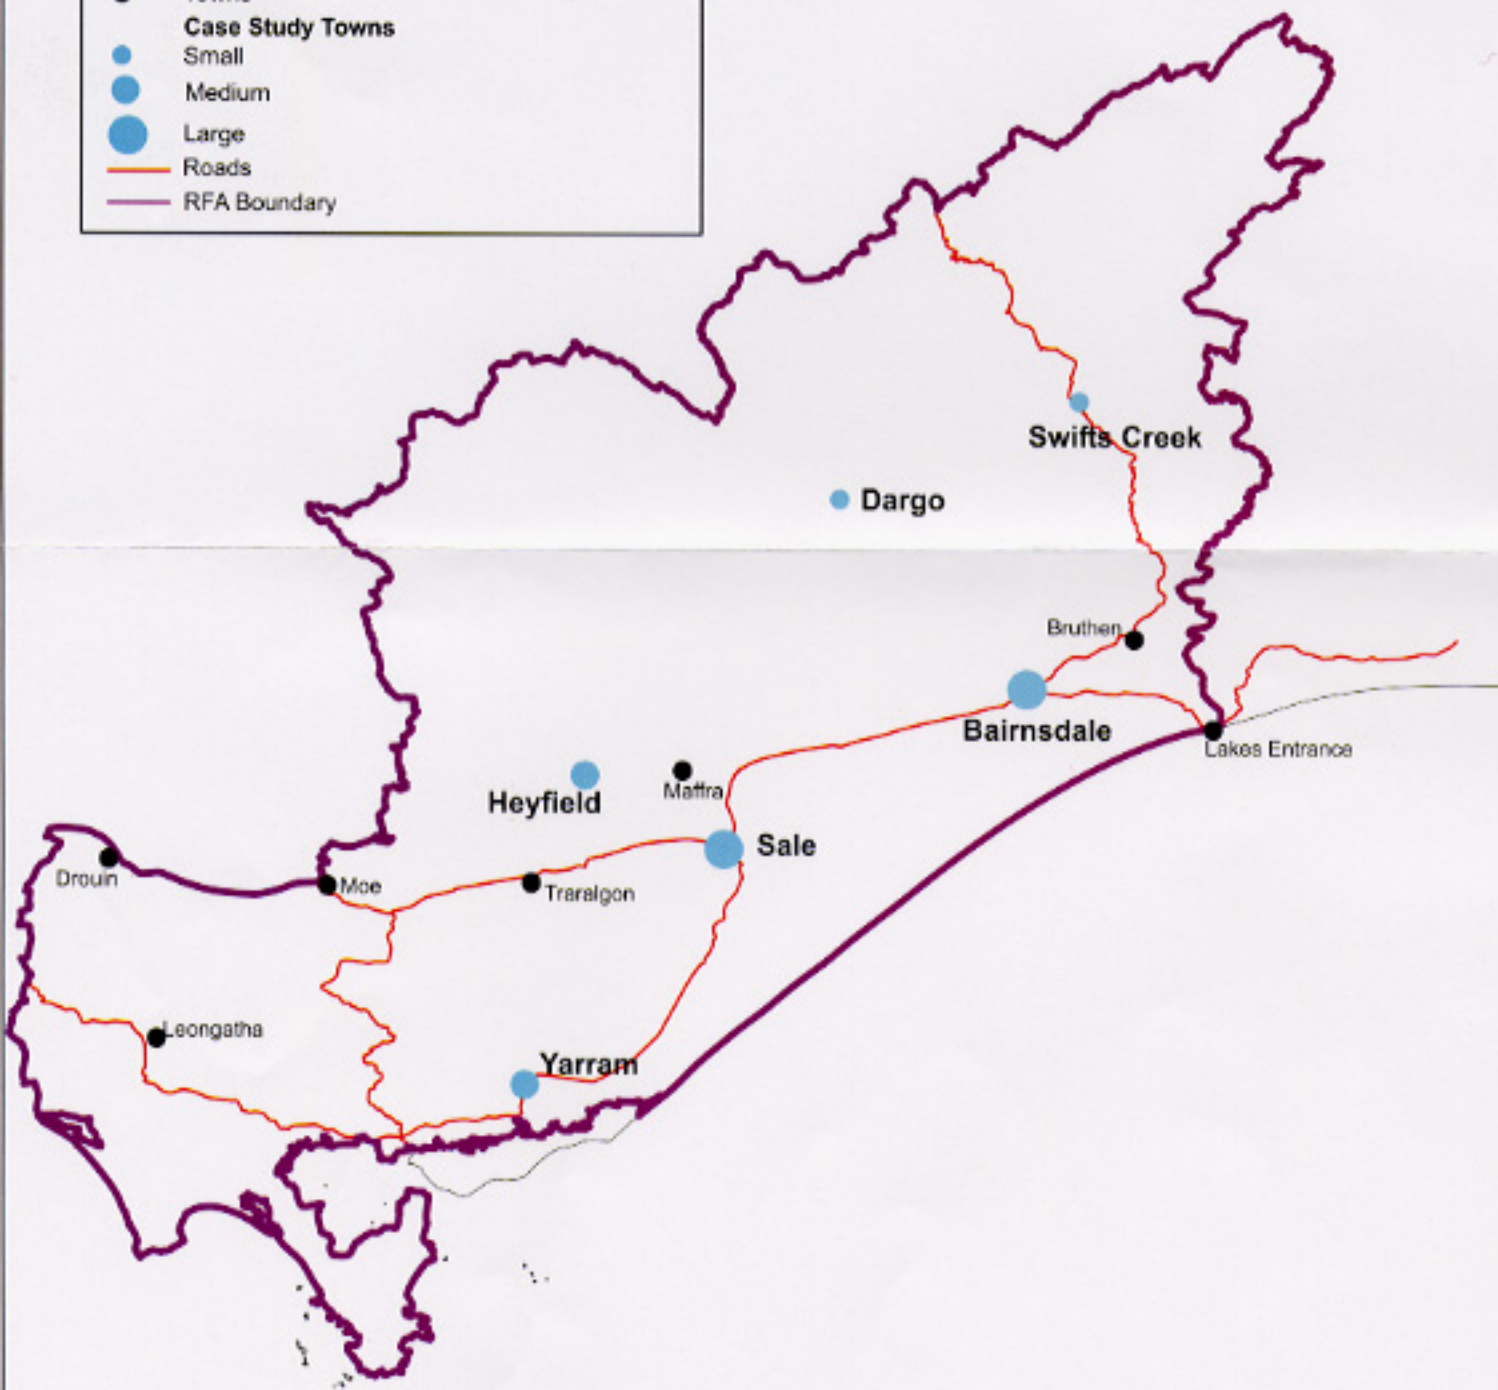 Towns
Case Study Towns
Small
Medium
Large
Roads
RFA Boundary
Swifts Creek
Dargo
Bruthen
Bairnsdale
Lakes Entrance
Heyfield
Maffra
Sale
Drouin
Moe
Traralgon
Leongatha
Yarram